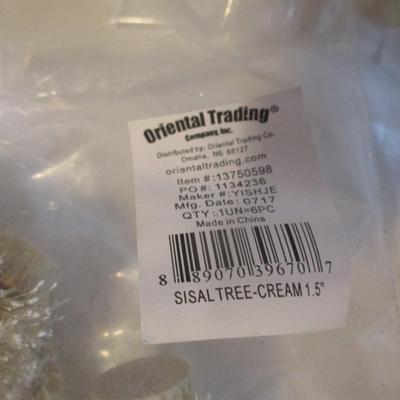 Oriental Trading®
Company, Inc.
Distributed by: Oriental Trading Co.
Omaha, NE 68127
orientaltrading.com
Item #:13750598
PO#: 1134236
Maker #:YISHJE
Mfg. Date: 0717
QTY:.1UN=6PC
Made in China
8 89070 39670 7
SISAL TREE-CREAM 1.5"